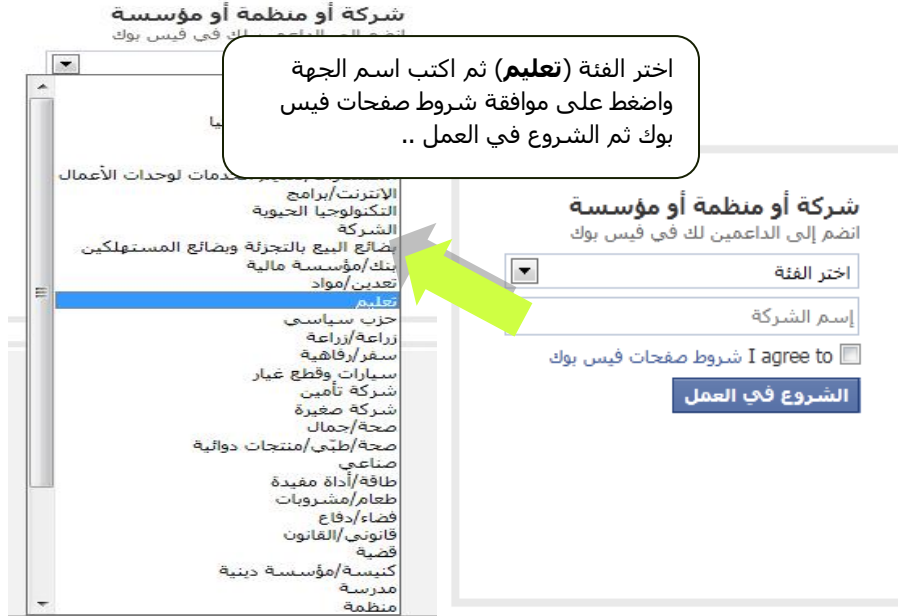 شركة أو منظمة أو مؤسسة
اختر الفئة (تعليم) ثم اكتب اسم الجهة
واضغط على موافقة شروط صفحات فيس
بوك ثم الشروع في العمل ..
لوحدات الأعمال
الإنترنت/برامج
التكنولوجيا الحيوية
الشركة
بضائع البيع بالتجزئة وبضائع المستهلكين
بنك/مؤسسة مالية
تعدين/مواد
تعليم
حزب سياسي
زراعة/زراعة
سفر/رفاهية
سيارات وقطع غيار
شركة تأمين
شركة صغيرة
صحة/جمال
صحة/طبّي/منتجات دوائية
صناعي
طاقة/أداة مفيدة
طعام/مشروبات
فضاء/دفاع
قانوني/القانون
قضية
كنيسة/مؤسسة دينية
مدرسة
منظمة
شركة أو منظمة أو مؤسسة
انضم إلى الداعمين لك في فيس بوك
اختر الفئة
إسم الشركة
I agree to شروط صفحات فيس بوك
الشروع في العمل